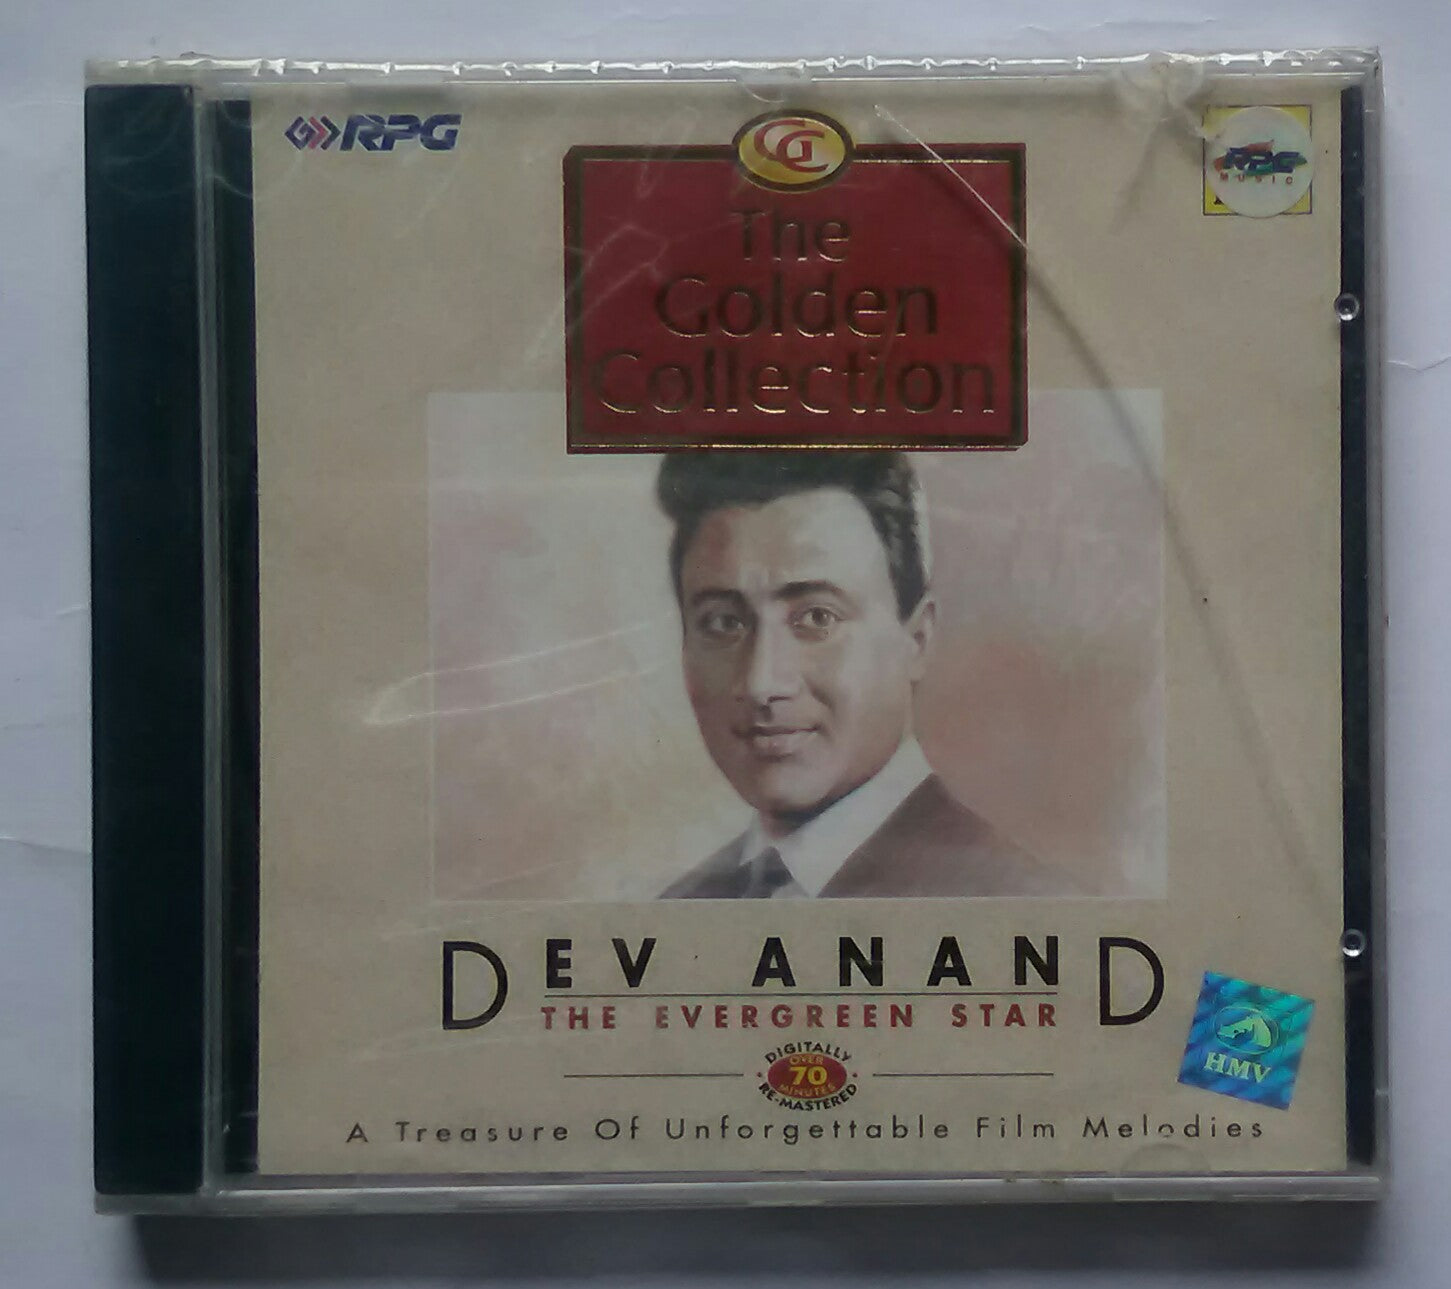 RPG
GC
RPG
MUSIC
The
Golden
Collection
DEV ANAND
THE EVERGREEN STAR
DIGITALLY
OVER
70
MINUTES
RE-MASTERED
HMV
A Treasure Of Unforgettable Film Melodies